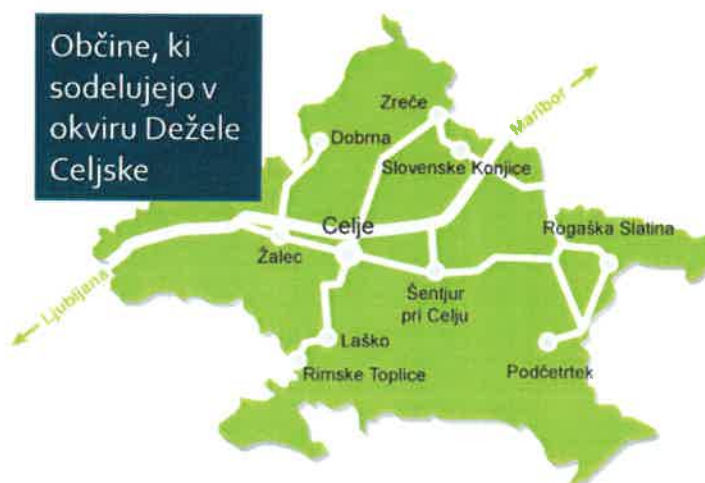 Občine, ki
sodelujejo v
okviru Dežele
Celjske
Zreče
Maribor
Dobrna
Slovenske Konjice
Celje
Rogaška Slatina
Žalec
Ljubljana
Šentjur
pri Celju
Laško
Rimske Toplice
Podčetrtek